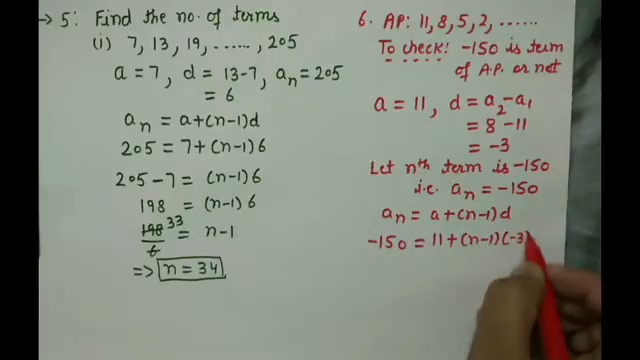 → 5: Find the no. of terms
(i) 7, 13, 19, ......, 205
a = 7, d = 13-7, aₙ = 205
= 6
aₙ = a+(n-1)d
205 = 7+(n-1)6
205-7 = (n-1)6
198 = (n-1)6
198/6 33 = n-1
=> n = 34
6. AP: 11, 8, 5, 2, ......
To check: -150 is term
of A.P. or not
a = 11, d = a₂-a₁
= 8-11
= -3
Let nth term is -150
i.e. aₙ = -150
aₙ = a+(n-1)d
-150 = 11+(n-1)(-3)